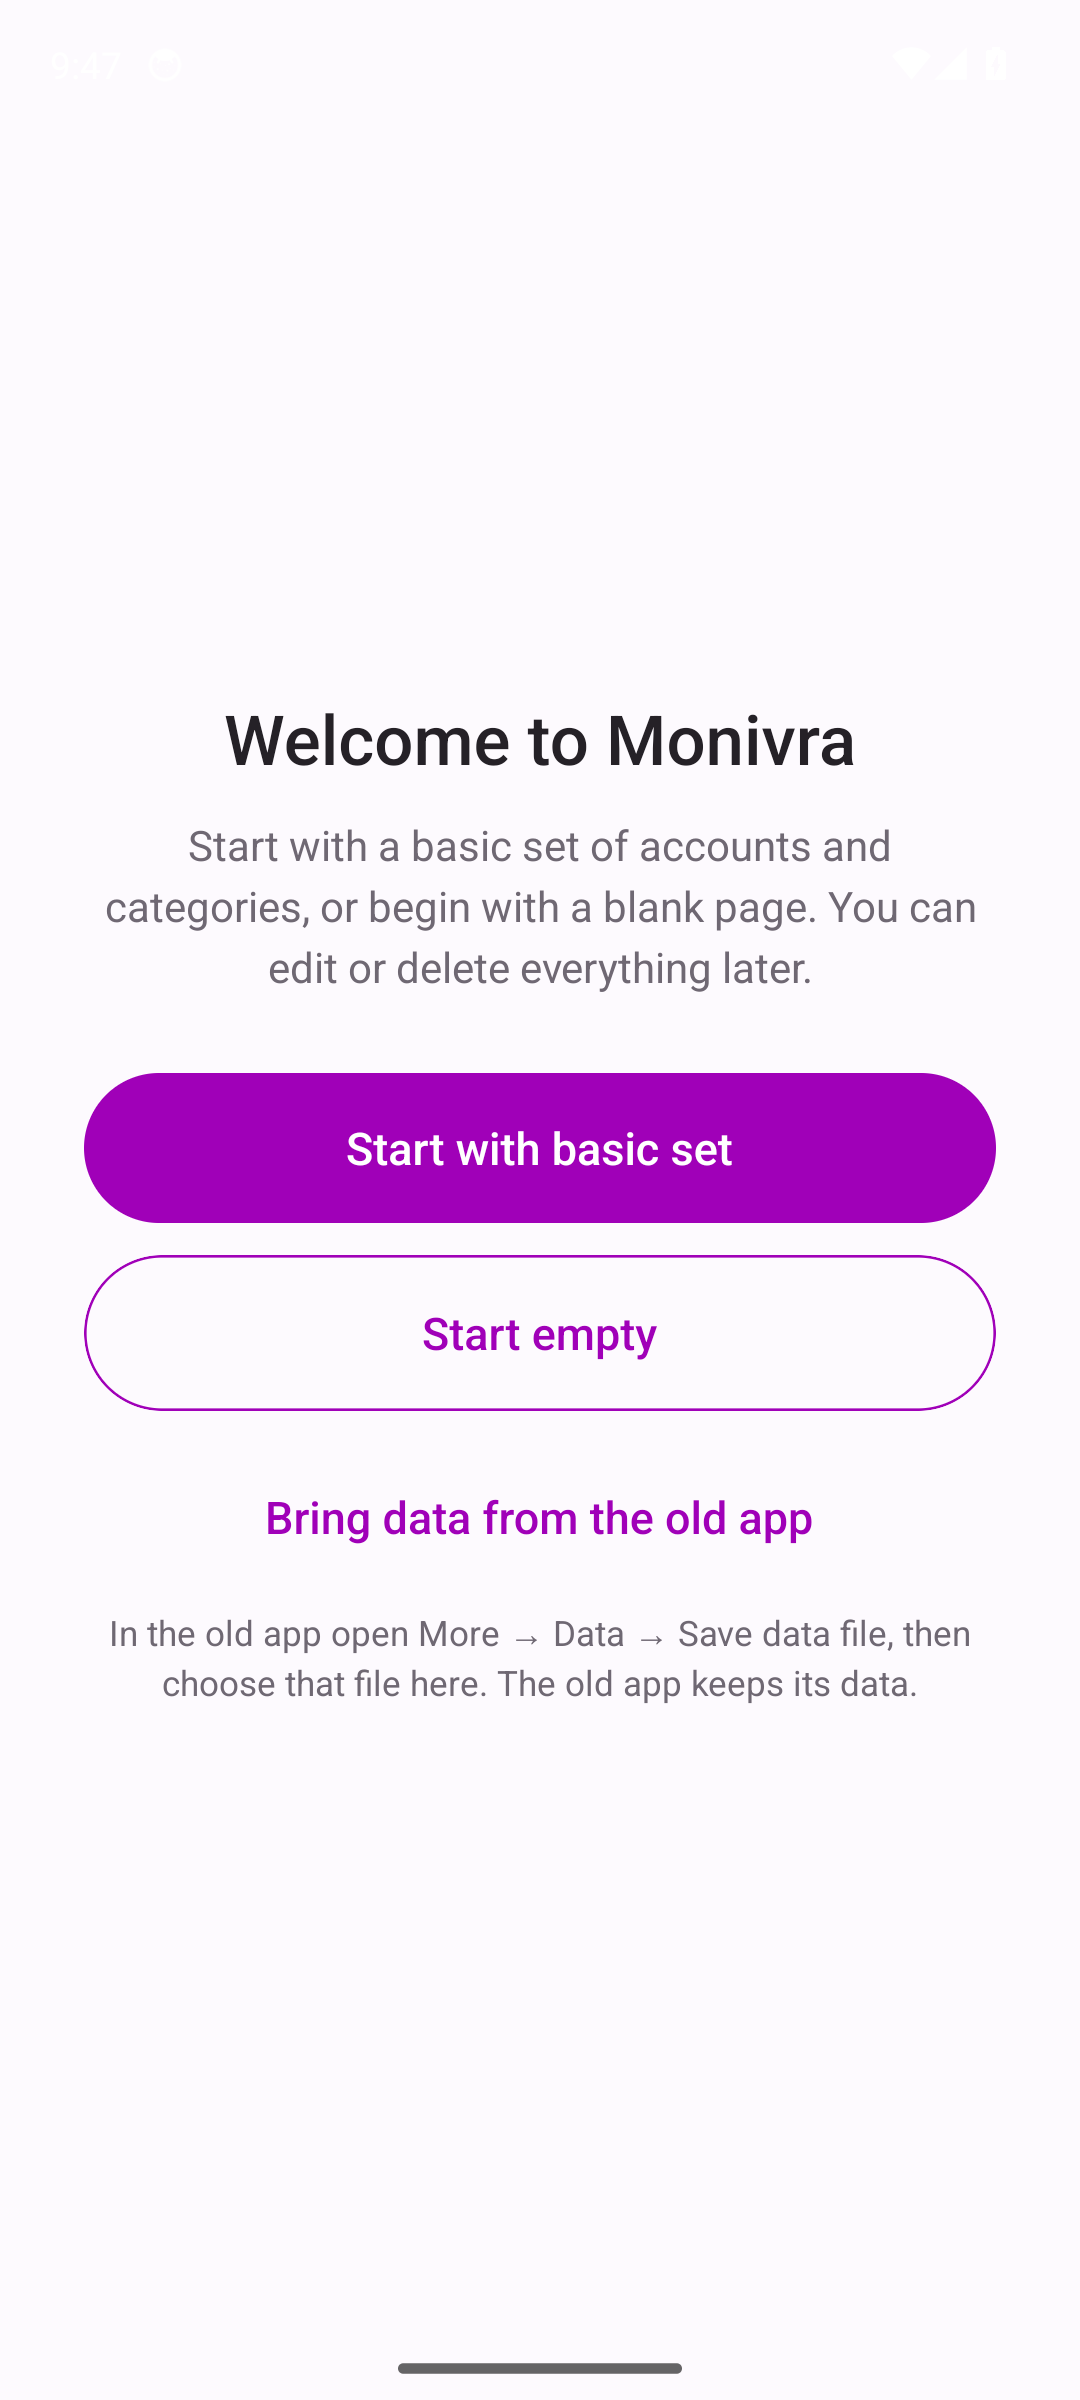 9:47
Welcome to Monivra
Start with a basic set of accounts and
categories, or begin with a blank page. You can
edit or delete everything later.
Start with basic set
Start empty
Bring data from the old app
In the old app open More → Data → Save data file, then
choose that file here. The old app keeps its data.